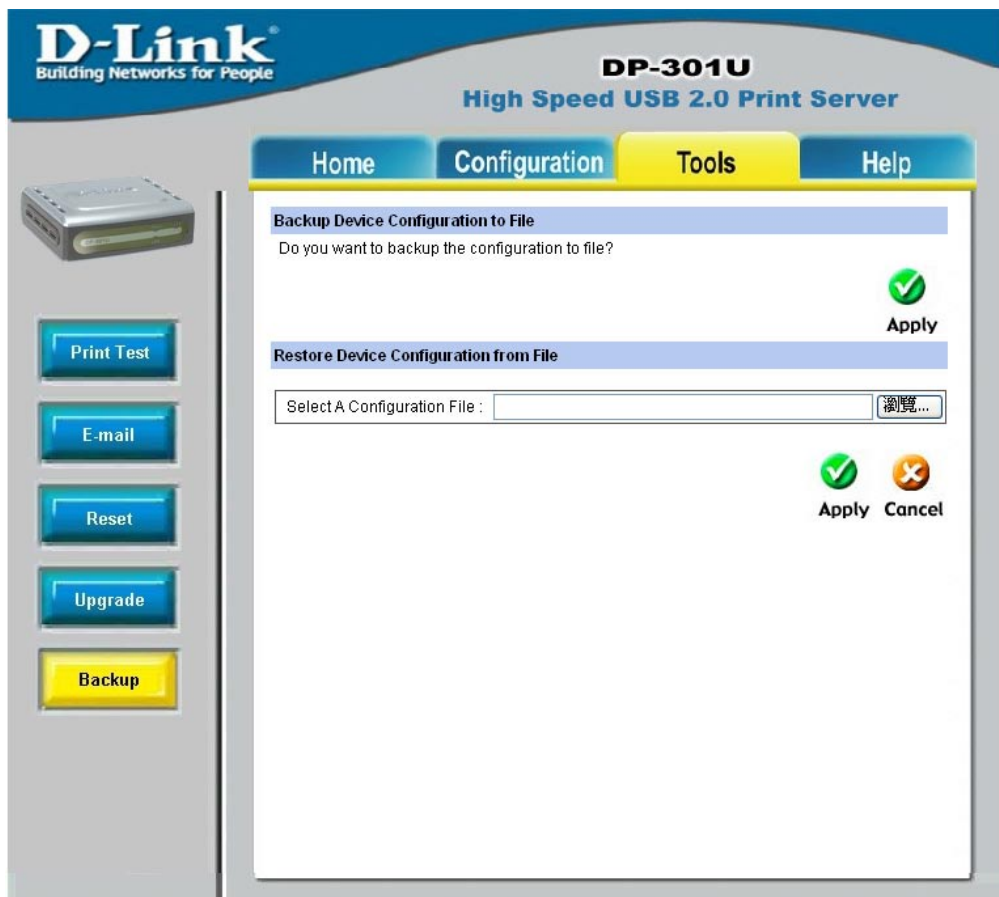 D-Link
Building Networks for People
DP-301U
High Speed USB 2.0 Print Server
Home Configuration Tools Help
Backup Device Configuration to File
Do you want to backup the configuration to file?
Apply
Restore Device Configuration from File
Select A Configuration File :
瀏覽...
Apply Cancel
Print Test
E-mail
Reset
Upgrade
Backup